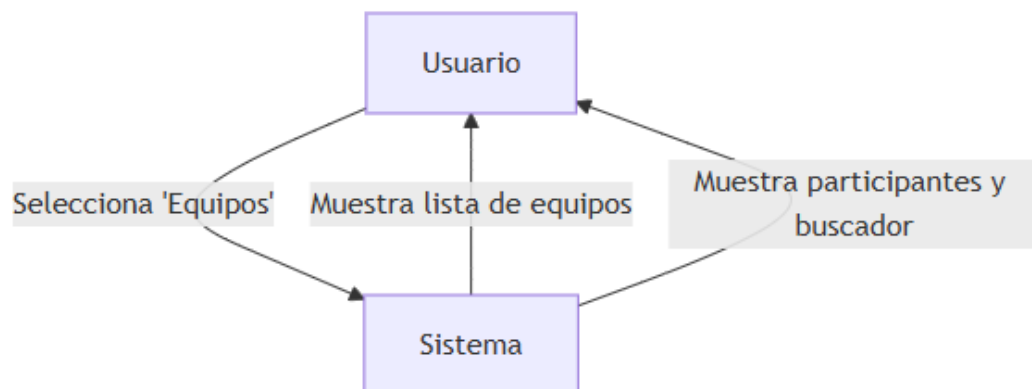 Usuario
Selecciona 'Equipos'
Muestra lista de equipos
Muestra participantes y
buscador
Sistema